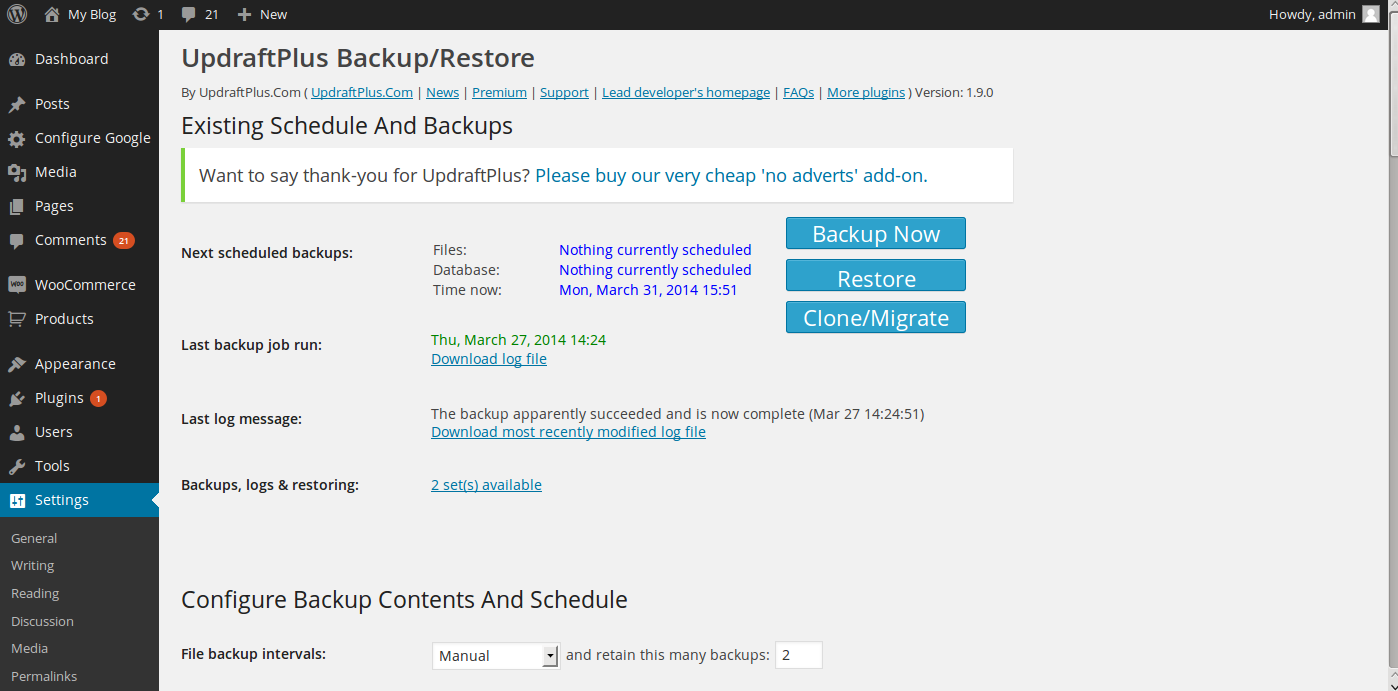 My Blog 1 21 New Howdy, admin
Dashboard
Posts
Configure Google
Media
Pages
Comments 21
WooCommerce
Products
Appearance
Plugins 1
Users
Tools
Settings
General
Writing
Reading
Discussion
Media
Permalinks
UpdraftPlus Backup/Restore
By UpdraftPlus.Com ( UpdraftPlus.Com | News | Premium | Support | Lead developer's homepage | FAQs | More plugins ) Version: 1.9.0
Existing Schedule And Backups
Want to say thank-you for UpdraftPlus? Please buy our very cheap 'no adverts' add-on.
Next scheduled backups:
Files: Nothing currently scheduled
Database: Nothing currently scheduled
Time now: Mon, March 31, 2014 15:51
Backup Now
Restore
Clone/Migrate
Last backup job run:
Thu, March 27, 2014 14:24
Download log file
Last log message:
The backup apparently succeeded and is now complete (Mar 27 14:24:51)
Download most recently modified log file
Backups, logs & restoring: 2 set(s) available
Configure Backup Contents And Schedule
File backup intervals: Manual and retain this many backups: 2